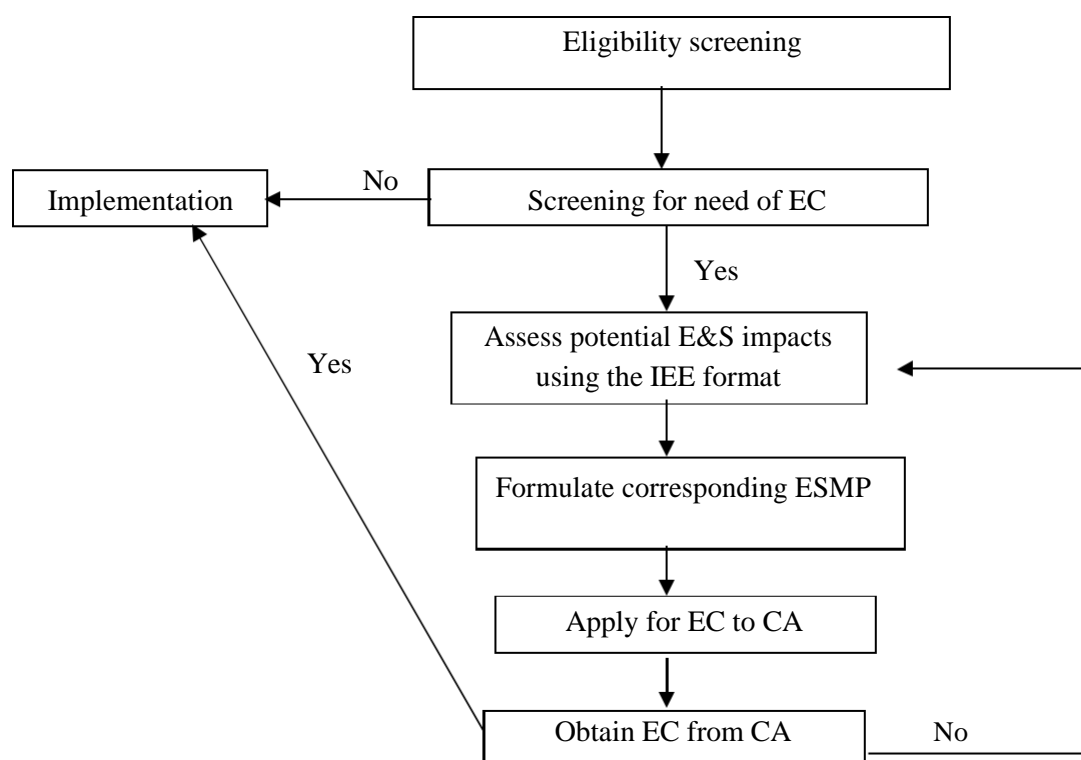 Eligibility screening
No
Implementation
Screening for need of EC
Yes
Assess potential E&S impacts
using the IEE format
Yes
Formulate corresponding ESMP
Apply for EC to CA
Obtain EC from CA
No